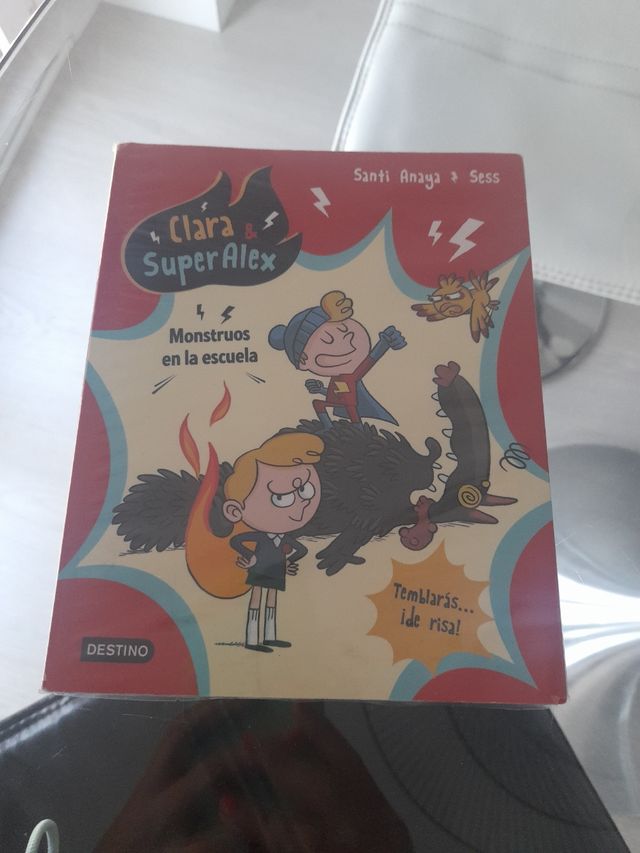 Santi Anaya & Sess
Clara &
SuperAlex
Monstruos
en la escuela
Temblarás...
¡de risa!
DESTINO